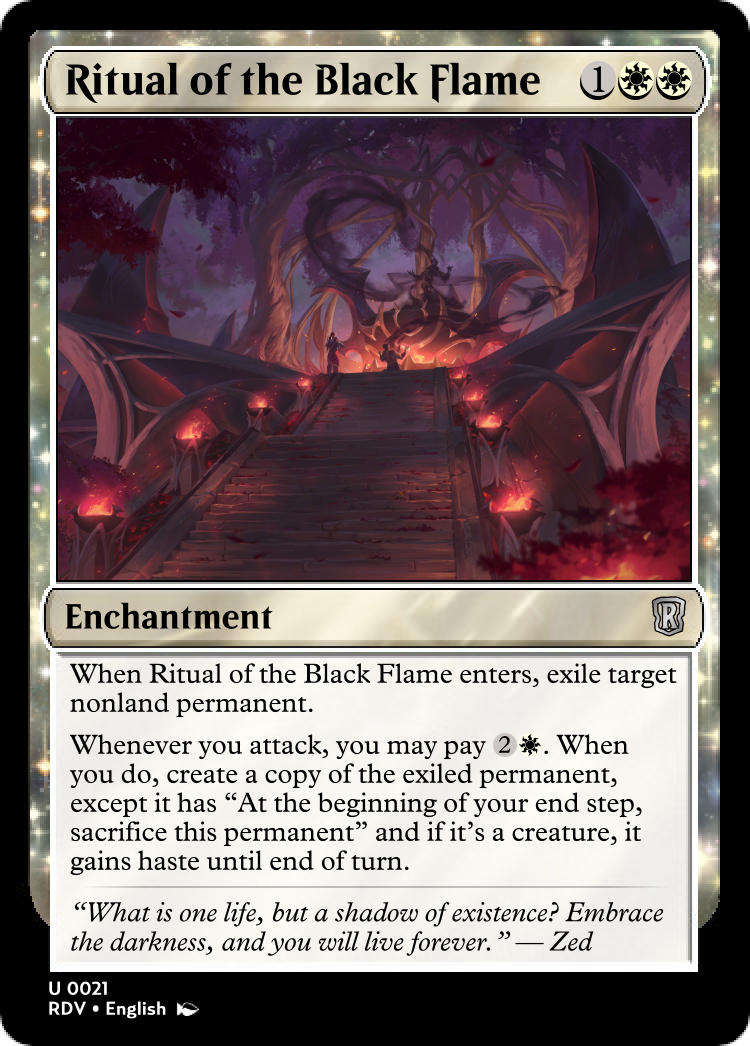 Ritual of the Black Flame 1
Enchantment R
When Ritual of the Black Flame enters, exile target
nonland permanent.
Whenever you attack, you may pay 2. When
you do, create a copy of the exiled permanent,
except it has “At the beginning of your end step,
sacrifice this permanent” and if it’s a creature, it
gains haste until end of turn.
“What is one life, but a shadow of existence? Embrace
the darkness, and you will live forever.” — Zed
U 0021
RDV • English